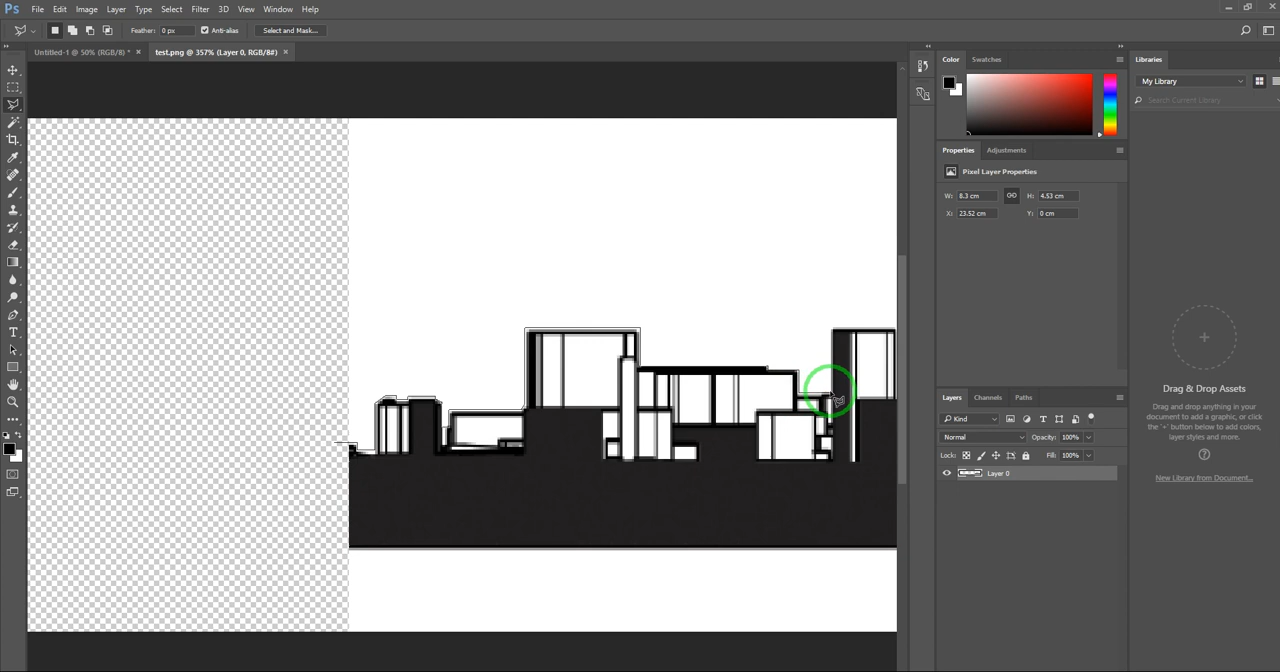 Ps File Edit Image Layer Type Select Filter 3D View Window Help
Feather: 0 px Anti-alias Select and Mask...
Untitled-1 @ 50% (RGB/8) * × test.png @ 357% (Layer 0, RGB/8#) ×
Color Swatches
Libraries
My Library
Search Current Library
Properties Adjustments
Pixel Layer Properties
W: 8.3 cm H: 4.53 cm
X: 23.52 cm Y: 0 cm
Drag & Drop Assets
Drag and drop anything in your
document to add a graphic, or click
the '+' button below to add colors,
layer styles and more.
New Library from Document...
Layers Channels Paths
Kind
Normal Opacity: 100%
Lock: Fill: 100%
Layer 0